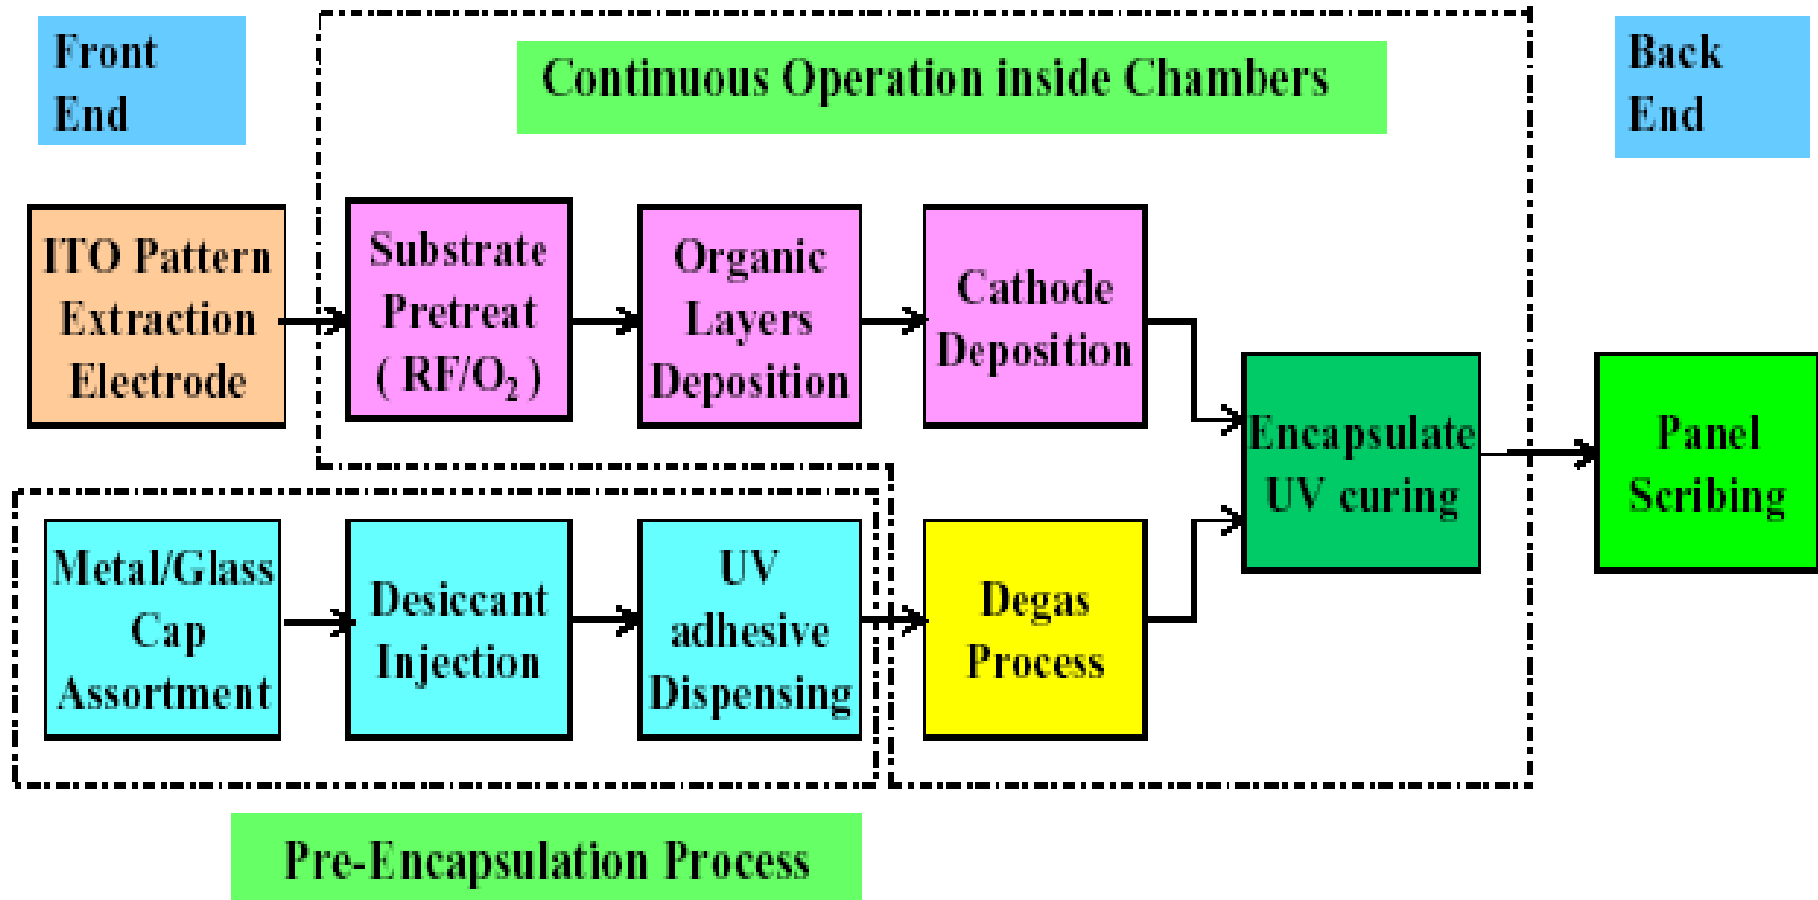 Front
End
Continuous Operation inside Chambers
Back
End
ITO Pattern
Extraction
Electrode
Substrate
Pretreat
( RF/O₂ )
Organic
Layers
Deposition
Cathode
Deposition
Encapsulate
UV curing
Panel
Scribing
Metal/Glass
Cap
Assortment
Desiccant
Injection
UV
adhesive
Dispensing
Degas
Process
Pre-Encapsulation Process